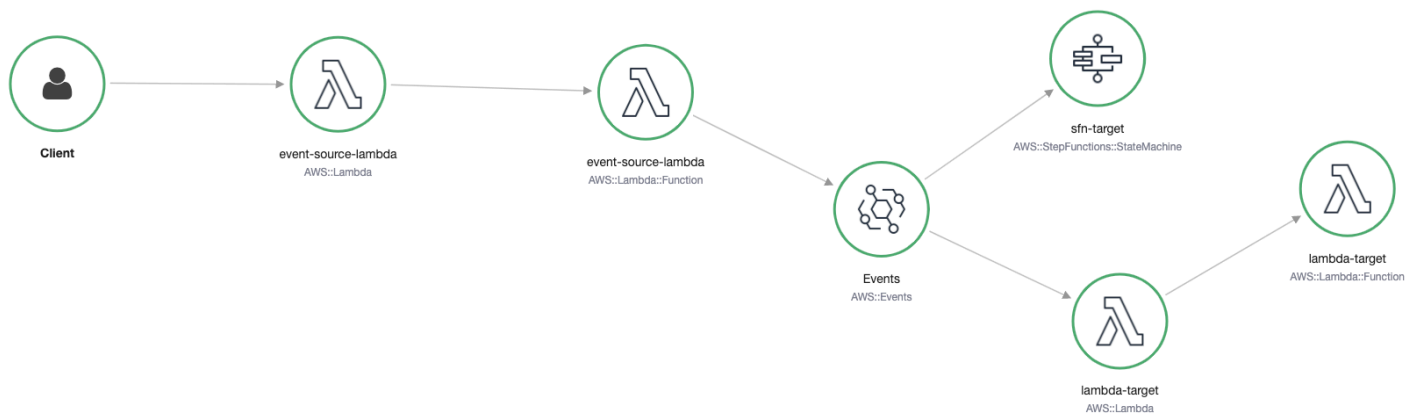 Client
event-source-lambda
AWS::Lambda
event-source-lambda
AWS::Lambda::Function
Events
AWS::Events
sfn-target
AWS::StepFunctions::StateMachine
lambda-target
AWS::Lambda
lambda-target
AWS::Lambda::Function